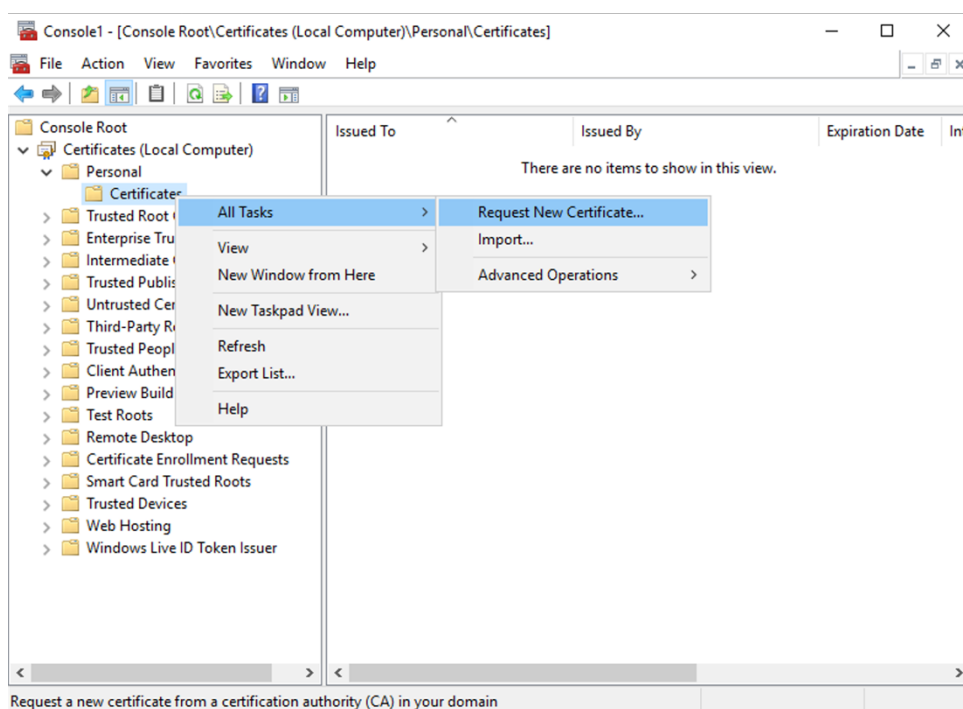 Console1 - [Console Root\Certificates (Local Computer)\Personal\Certificates]
File Action View Favorites Window Help
Console Root
Certificates (Local Computer)
Personal
Certificates
Trusted Root
Enterprise Tru
Intermediate
Trusted Publis
Untrusted Cer
Third-Party R
Trusted Peopl
Client Authen
Preview Build
Test Roots
Remote Desktop
Certificate Enrollment Requests
Smart Card Trusted Roots
Trusted Devices
Web Hosting
Windows Live ID Token Issuer
Issued To Issued By Expiration Date In
There are no items to show in this view.
All Tasks
View
New Window from Here
New Taskpad View...
Refresh
Export List...
Help
Request New Certificate...
Import...
Advanced Operations
Request a new certificate from a certification authority (CA) in your domain